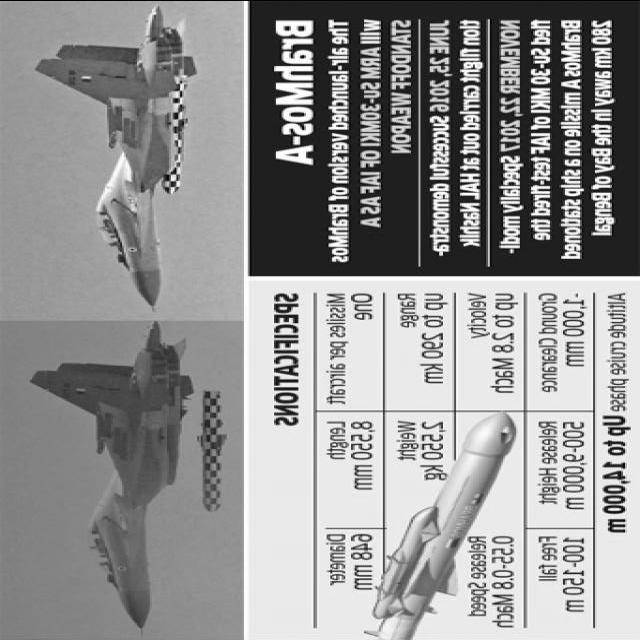 BrahMos-A
The air-launched version of BrahMos
will ARM Su-30MKI OF IAF AS A
STANDOFF WEAPON
JUNE 25, 2016 Successful demonstra-
tion flight carried out at HAL Nashik
NOVEMBER 22, 2017 Specially modi-
fied Su-30 MKI of IAF test-fired the
BrahMos A missile on a ship stationed
280 km away in the Bay of Bengal
SPECIFICATIONS
One
Missiles per aircraft
8,550 mm
Length
648 mm
Diameter
Up to 290 km
Range
2,550 kg
Weight
Up to 2.8 Mach
Velocity
0.55-0.8 Mach
Release Speed
-1,000 mm
Ground Clearance
500-9,000 m
Release Height
100-150 m
Free fall
Attitude cruise phase Up to 14,000 m